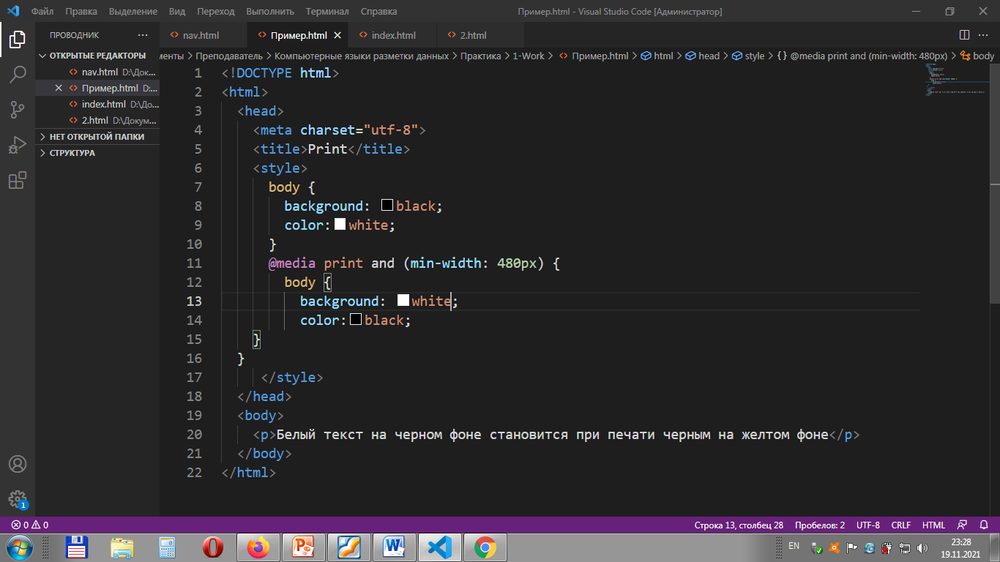 Файл Правка Выделение Вид Переход Выполнить Терминал Справка Пример.html - Visual Studio Code [Администратор]
ПРОВОДНИК ··· nav.html Пример.html index.html 2.html ···
ОТКРЫТЫЕ РЕДАКТОРЫ
nav.html D:\Док...
Пример.html D:...
index.html D:\До...
2.html D:\Докум...
НЕТ ОТКРЫТОЙ ПАПКИ
СТРУКТУРА
менты > Преподаватель > Компьютерные языки разметки данных > Практика > 1-Work > Пример.html > html > head > style > {} @media print and (min-width: 480px) > body
1 <!DOCTYPE html>
2 <html>
3 <head>
4 <meta charset="utf-8">
5 <title>Print</title>
6 <style>
7 body {
8 background: black;
9 color: white;
10 }
11 @media print and (min-width: 480px) {
12 body {
13 background: white;
14 color: black;
15 }
16 }
17 </style>
18 </head>
19 <body>
20 <p>Белый текст на черном фоне становится при печати черным на желтом фоне</p>
21 </body>
22 </html>
1
0 0 Строка 13, столбец 28 Пробелов: 2 UTF-8 CRLF HTML
EN 23:28
19.11.2021